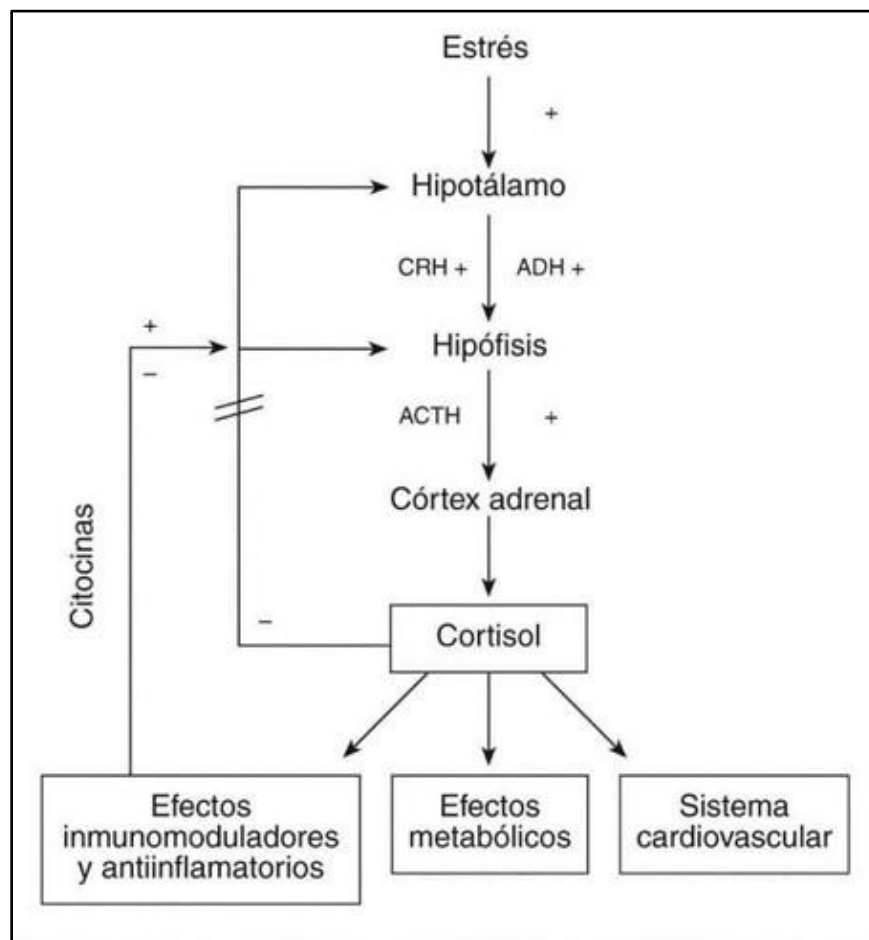 Estrés
+
Hipotálamo
CRH + ADH +
+
Hipófisis
–
ACTH +
Córtex adrenal
Citocinas
–
Cortisol
Efectos
inmunomoduladores
y antiinflamatorios
Efectos
metabólicos
Sistema
cardiovascular